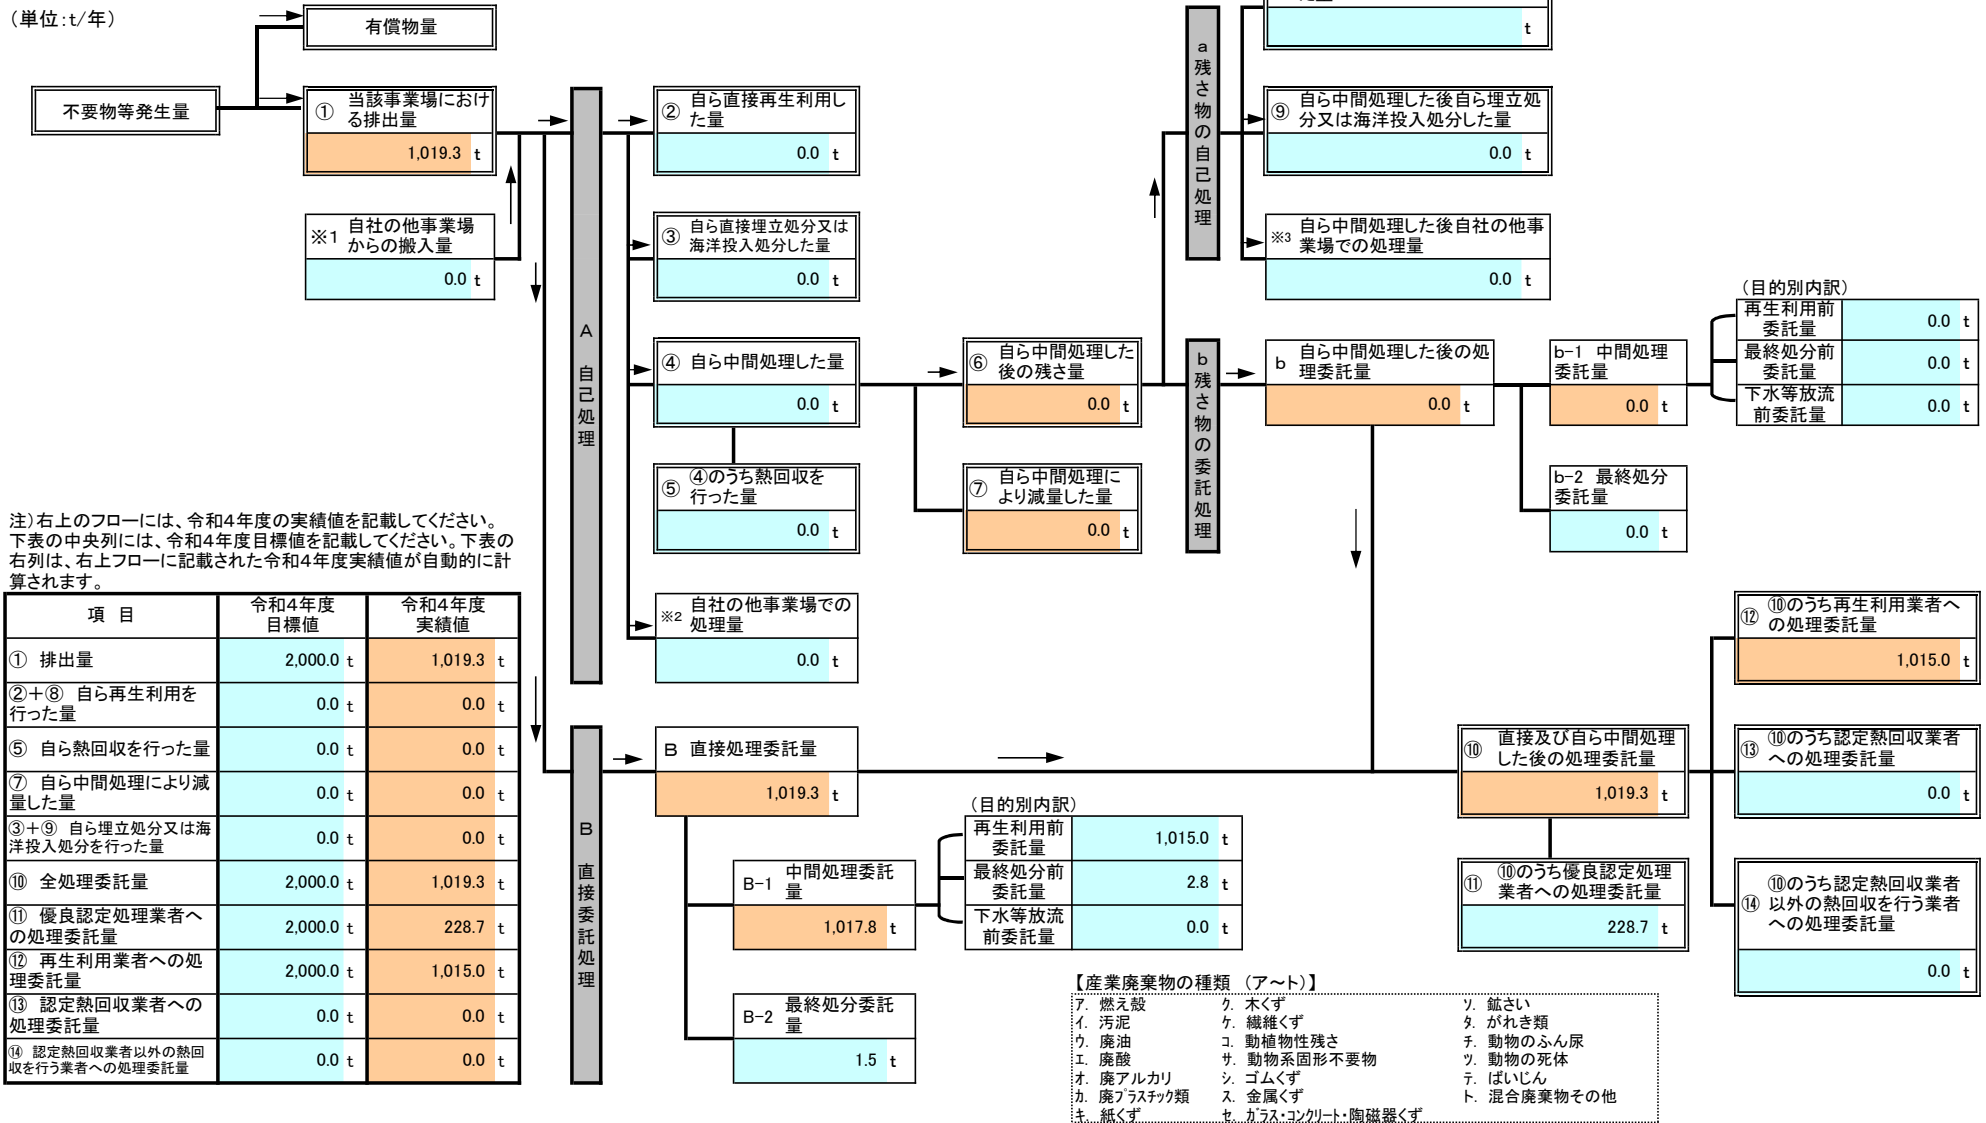 （単位：t/年）
有償物量
不要物等発生量
① 当該事業場におけ
る排出量
1,019.3 t
※1 自社の他事業場
からの搬入量
0.0 t
A 自己処理
② 自ら直接再生利用し
た量
0.0 t
③ 自ら直接埋立処分又は
海洋投入処分した量
0.0 t
④ 自ら中間処理した量
0.0 t
⑤ ④のうち熱回収を
行った量
0.0 t
※2 自社の他事業場での
処理量
0.0 t
⑥ 自ら中間処理した
後の残さ量
0.0 t
⑦ 自ら中間処理に
より減量した量
0.0 t
a 残さ物の自己処理
t
⑨ 自ら中間処理した後自ら埋立処
分又は海洋投入処分した量
0.0 t
※3 自ら中間処理した後自社の他事
業場での処理量
0.0 t
b 残さ物の委託処理
b 自ら中間処理した後の処
理委託量
0.0 t
b-1 中間処理
委託量
0.0 t
b-2 最終処分
委託量
0.0 t
（目的別内訳）
再生利用前
委託量 0.0 t
最終処分前
委託量 0.0 t
下水等放流
前委託量 0.0 t
注）右上のフローには、令和４年度の実績値を記載してください。
下表の中央列には、令和４年度目標値を記載してください。下表の
右列は、右上フローに記載された令和４年度実績値が自動的に計
算されます。
項 目 令和４年度
目標値 令和４年度
実績値
① 排出量 2,000.0 t 1,019.3 t
②＋⑧ 自ら再生利用を
行った量 0.0 t 0.0 t
⑤ 自ら熱回収を行った量 0.0 t 0.0 t
⑦ 自ら中間処理により減
量した量 0.0 t 0.0 t
③＋⑨ 自ら埋立処分又は海
洋投入処分を行った量 0.0 t 0.0 t
⑩ 全処理委託量 2,000.0 t 1,019.3 t
⑪ 優良認定処理業者へ
の処理委託量 2,000.0 t 228.7 t
⑫ 再生利用業者への処
理委託量 2,000.0 t 1,015.0 t
⑬ 認定熱回収業者への
処理委託量 0.0 t 0.0 t
⑭ 認定熱回収業者以外の熱回
収を行う業者への処理委託量 0.0 t 0.0 t
B 直接委託処理
B 直接処理委託量
1,019.3 t
B-1 中間処理委託
量
1,017.8 t
B-2 最終処分委託
量
1.5 t
（目的別内訳）
再生利用前
委託量 1,015.0 t
最終処分前
委託量 2.8 t
下水等放流
前委託量 0.0 t
⑩ 直接及び自ら中間処理
した後の処理委託量
1,019.3 t
⑪ ⑩のうち優良認定処理
業者への処理委託量
228.7 t
⑫ ⑩のうち再生利用業者へ
の処理委託量
1,015.0 t
⑬ ⑩のうち認定熱回収業者
への処理委託量
0.0 t
⑭ ⑩のうち認定熱回収業者
以外の熱回収を行う業者
への処理委託量
0.0 t
【産業廃棄物の種類 （ア～ト）】
ア. 燃え殻 ク. 木くず ソ. 鉱さい
イ. 汚泥 ケ. 繊維くず タ. がれき類
ウ. 廃油 コ. 動植物性残さ チ. 動物のふん尿
エ. 廃酸 サ. 動物系固形不要物 ツ. 動物の死体
オ. 廃アルカリ シ. ゴムくず テ. ばいじん
カ. 廃プラスチック類 ス. 金属くず ト. 混合廃棄物その他
キ. 紙くず セ. ガラス・コンクリート・陶磁器くず